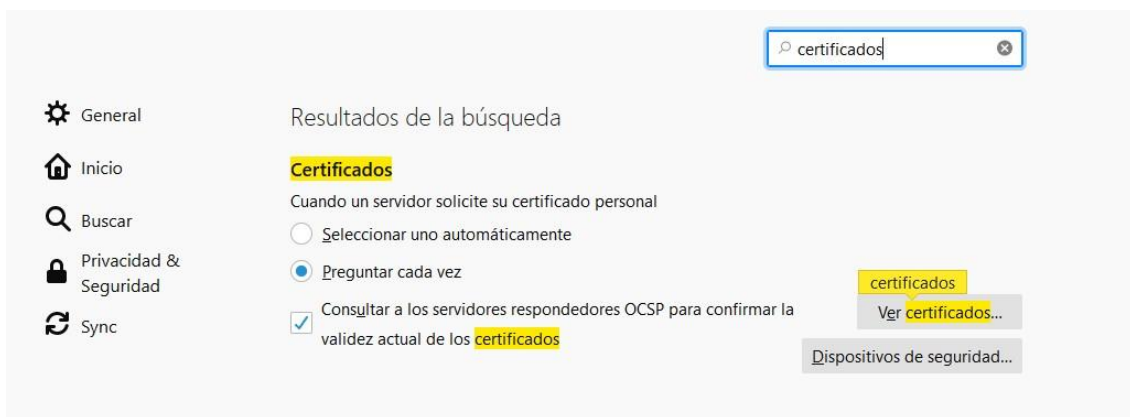 certificados
General
Inicio
Buscar
Privacidad &
Seguridad
Sync
Resultados de la búsqueda
Certificados
Cuando un servidor solicite su certificado personal
Seleccionar uno automáticamente
Preguntar cada vez
Consultar a los servidores respondedores OCSP para confirmar la
validez actual de los certificados
certificados
Ver certificados...
Dispositivos de seguridad...